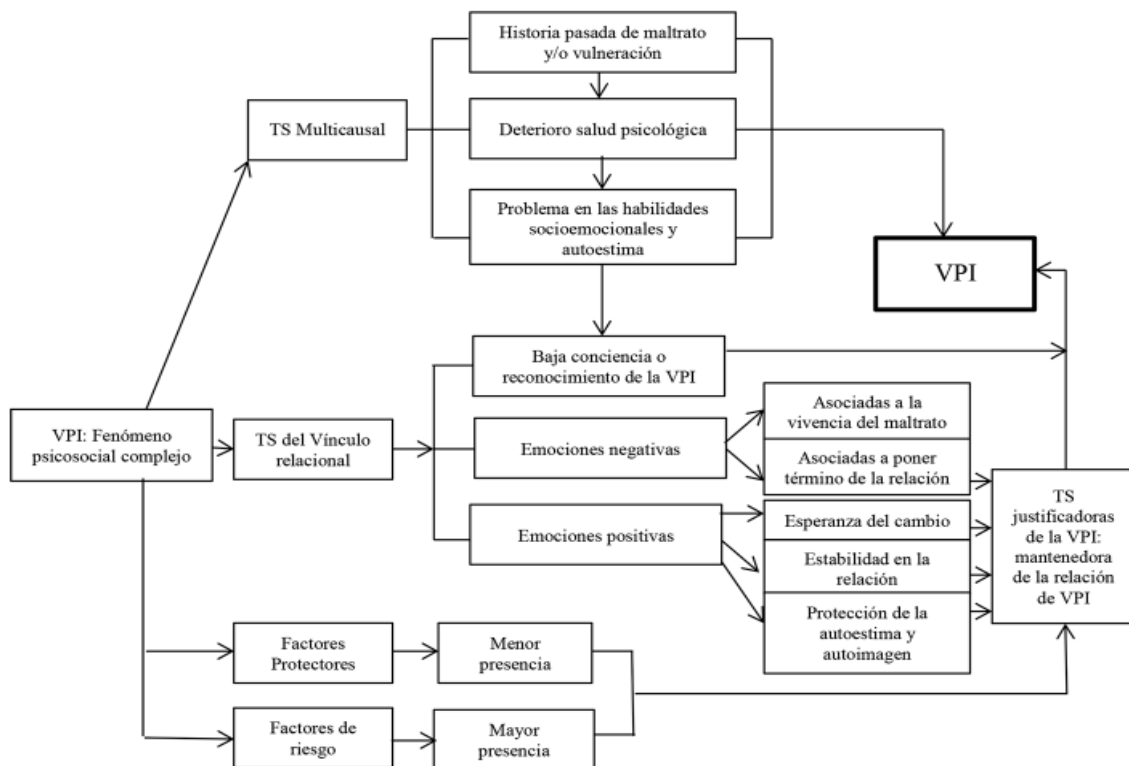 Historia pasada de maltrato
y/o vulneración
TS Multicausal
Deterioro salud psicológica
Problema en las habilidades
socioemocionales y
autoestima
VPI
Baja conciencia o
reconocimiento de la VPI
VPI: Fenómeno
psicosocial complejo
TS del Vínculo
relacional
Emociones negativas
Asociadas a la
vivencia del maltrato
Asociadas a poner
término de la relación
Emociones positivas
Esperanza del cambio
Estabilidad en la
relación
Protección de la
autoestima y
autoimagen
TS
justificadoras
de la VPI:
mantenedora
de la relación
de VPI
Factores
Protectores
Menor
presencia
Factores de
riesgo
Mayor
presencia